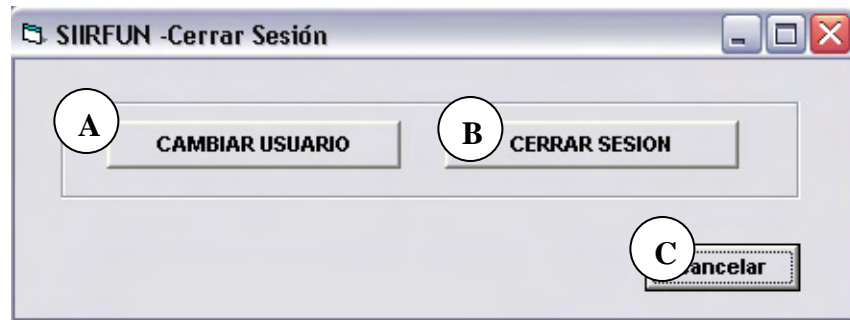 SIIRFUN -Cerrar Sesión
A CAMBIAR USUARIO B CERRAR SESION
C ancelar